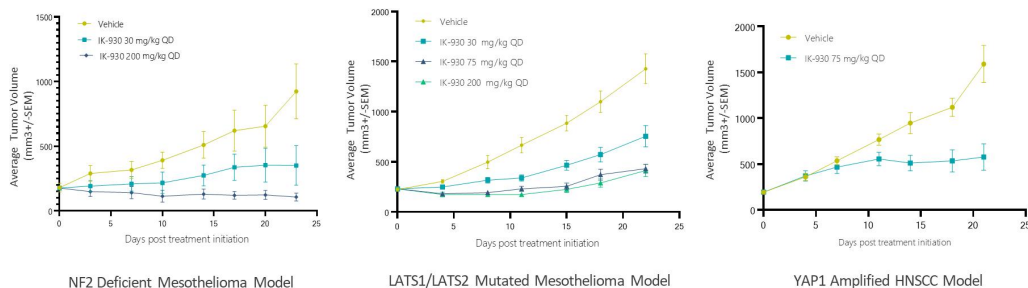 Average Tumor Volume
(mm3+/-SEM)
1500
1000
500
0
0
5
10
15
20
25
Vehicle
IK-930 30 mg/kg QD
IK-930 200 mg/kg QD
Days post treatment initiation
NF2 Deficient Mesothelioma Model
Average Tumor Volume
(mm3+/-SEM)
2000
1500
1000
500
0
0
5
10
15
20
25
Vehicle
IK-930 30 mg/kg QD
IK-930 75 mg/kg QD
IK-930 200 mg/kg QD
Days post treatment initiation
LATS1/LATS2 Mutated Mesothelioma Model
Average Tumor Volume
(mm3+/-SEM)
2000
1500
1000
500
0
0
5
10
15
20
25
Vehicle
IK-930 75 mg/kg QD
Days post treatment initiation
YAP1 Amplified HNSCC Model